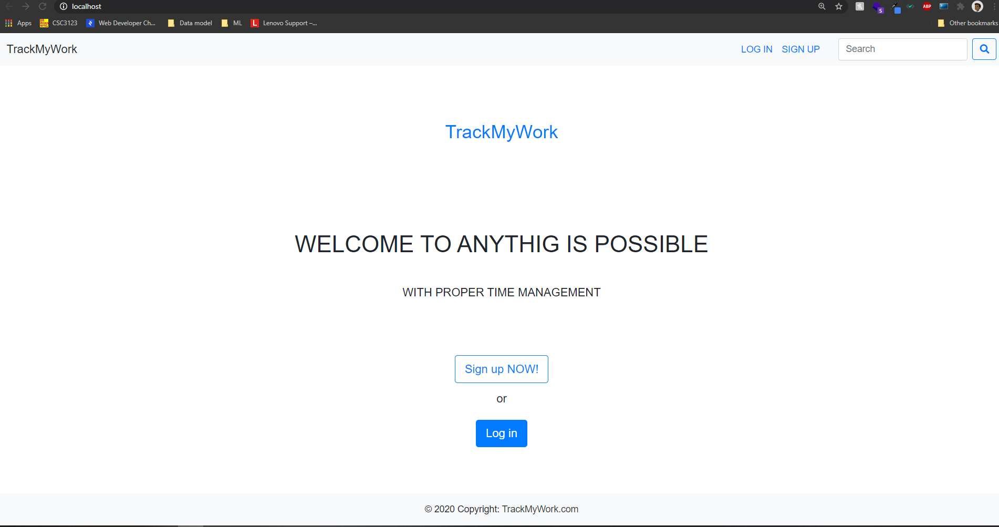 localhost
5
ABP
Apps
CSC3123
Web Developer Ch...
Data model
ML
L
Lenovo Support –...
Other bookmarks
TrackMyWork
LOG IN
SIGN UP
Search
TrackMyWork
WELCOME TO ANYTHIG IS POSSIBLE
WITH PROPER TIME MANAGEMENT
Sign up NOW!
or
Log in
© 2020 Copyright: TrackMyWork.com